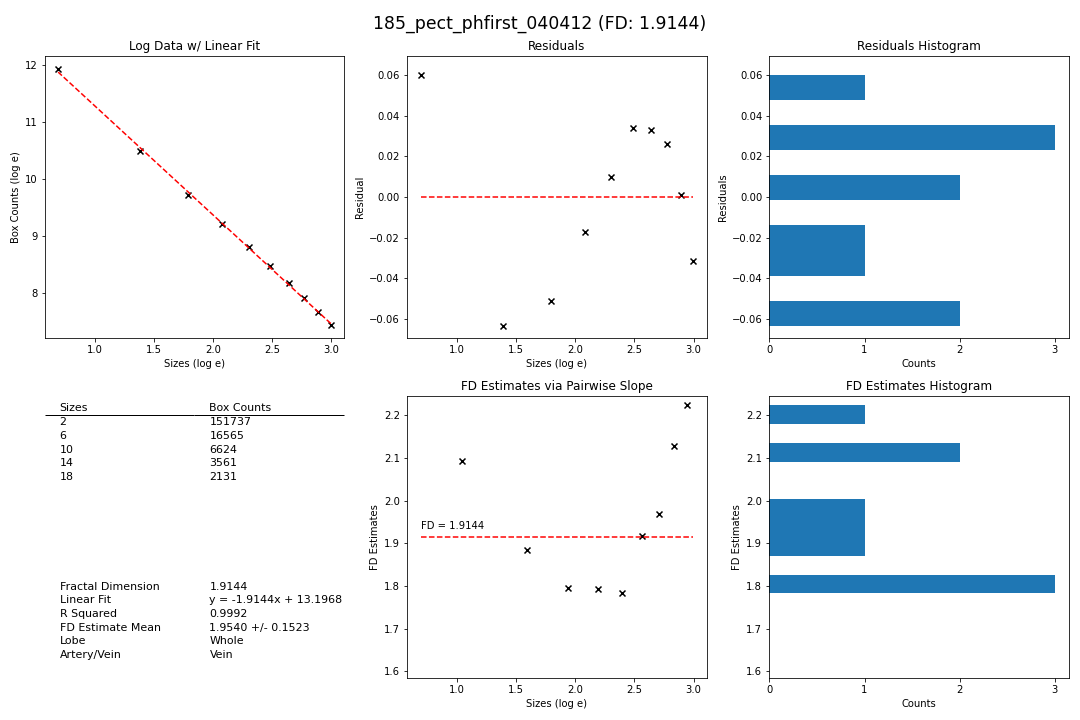 185_pect_phfirst_040412 (FD: 1.9144)
Log Data w/ Linear Fit
Box Counts (log e)
12
11
10
9
8
1.0 1.5 2.0 2.5 3.0
Sizes (log e)
Residuals
Residual
0.06
0.04
0.02
0.00
−0.02
−0.04
−0.06
1.0 1.5 2.0 2.5 3.0
Sizes (log e)
Residuals Histogram
Residuals
0.06
0.04
0.02
0.00
−0.02
−0.04
−0.06
0 1 2 3
Counts
Sizes Box Counts
2 151737
6 16565
10 6624
14 3561
18 2131
Fractal Dimension 1.9144
Linear Fit y = -1.9144x + 13.1968
R Squared 0.9992
FD Estimate Mean 1.9540 +/- 0.1523
Lobe Whole
Artery/Vein Vein
FD Estimates via Pairwise Slope
FD Estimates
2.2
2.1
2.0
1.9
1.8
1.7
1.6
FD = 1.9144
1.0 1.5 2.0 2.5 3.0
Sizes (log e)
FD Estimates Histogram
FD Estimates
2.2
2.1
2.0
1.9
1.8
1.7
1.6
0 1 2 3
Counts